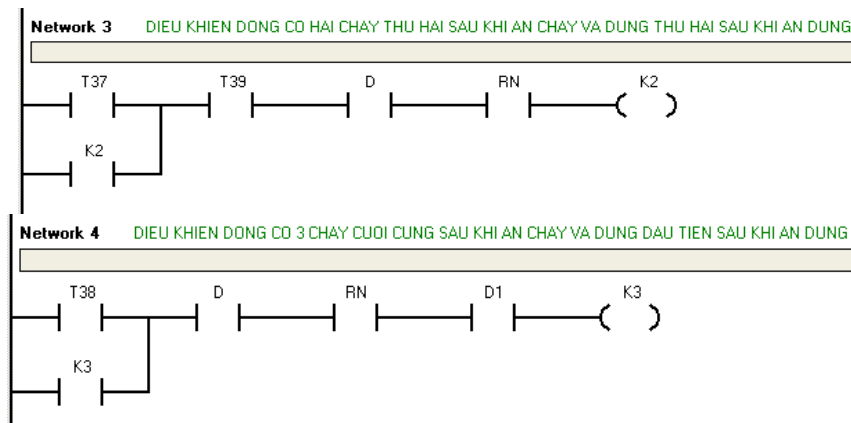 Network 3 DIEU KHIEN DONG CO HAI CHAY THU HAI SAU KHI AN CHAY VA DUNG THU HAI SAU KHI AN DUNG
T37 T39 D RN K2
K2
Network 4 DIEU KHIEN DONG CO 3 CHAY CUOI CUNG SAU KHI AN CHAY VA DUNG DAU TIEN SAU KHI AN DUNG
T38 D RN D1 K3
K3